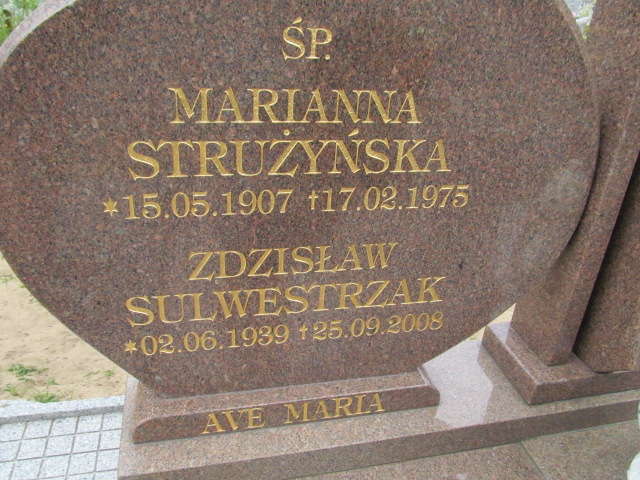 ŚP.
MARIANNA
STRUŻYŃSKA
*15.05.1907 †17.02.1975
ZDZISŁAW
SULWESTRZAK
*02.06.1939 †25.09.2008
AVE MARIA